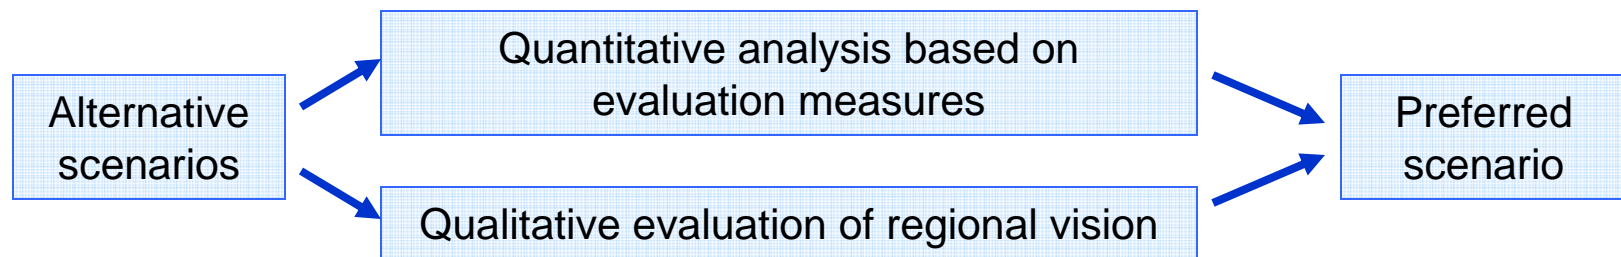 Alternative
scenarios
Quantitative analysis based on
evaluation measures
Qualitative evaluation of regional vision
Preferred
scenario